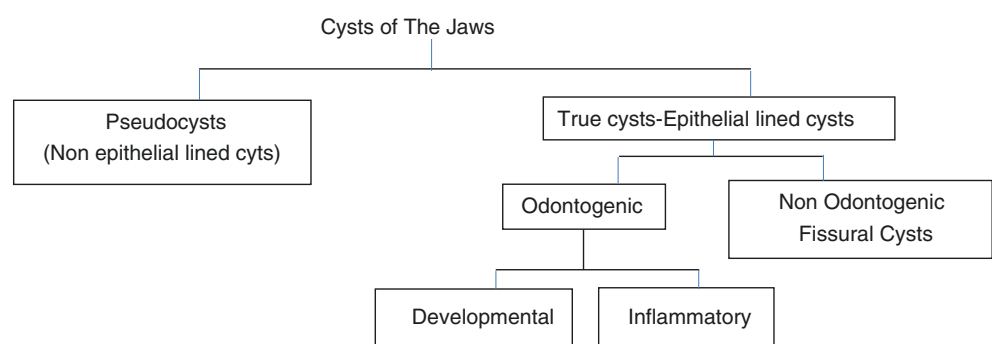 Cysts of The Jaws
Pseudocysts
(Non epithelial lined cyts)
True cysts-Epithelial lined cysts
Odontogenic
Non Odontogenic
Fissural Cysts
Developmental
Inflammatory